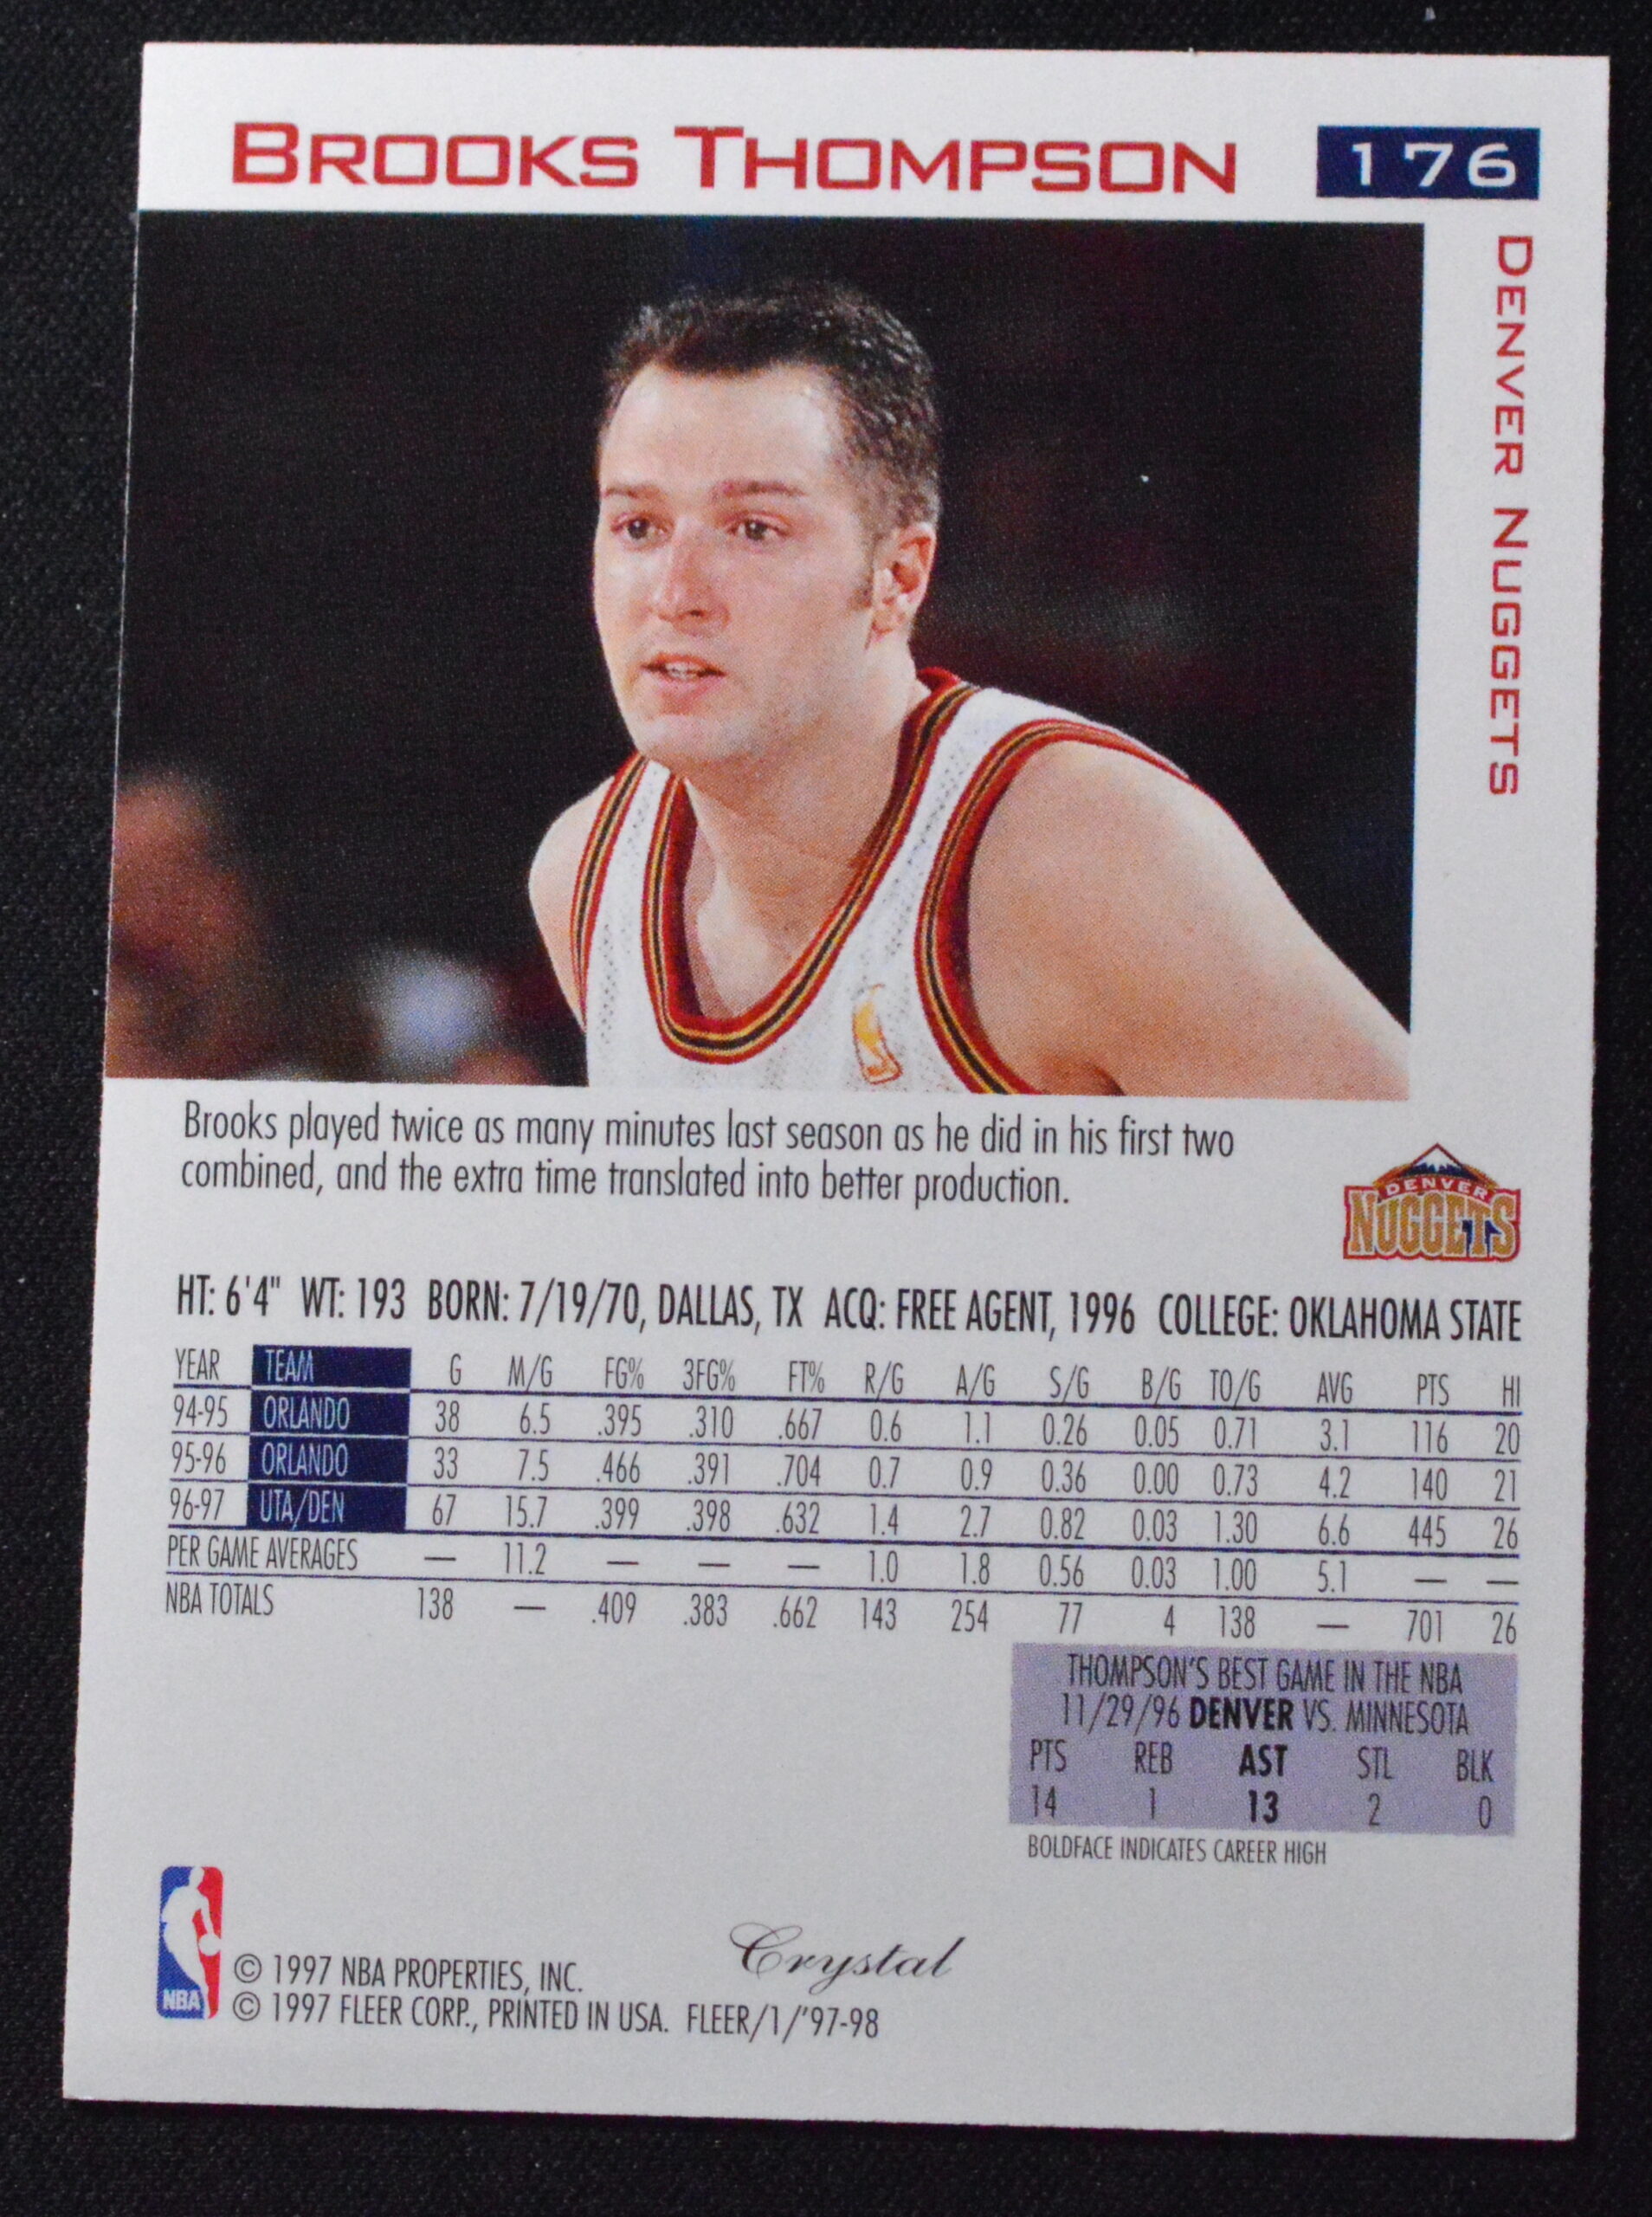 BROOKS THOMPSON 176
DENVER NUGGETS
Brooks played twice as many minutes last season as he did in his first two
combined, and the extra time translated into better production.
DENVER
NUGGETS
HT: 6'4" WT: 193 BORN: 7/19/70, DALLAS, TX ACQ: FREE AGENT, 1996 COLLEGE: OKLAHOMA STATE
YEAR TEAM G M/G FG% 3FG% FT% R/G A/G S/G B/G TO/G AVG PTS HI
94-95 ORLANDO 38 6.5 .395 .310 .667 0.6 1.1 0.26 0.05 0.71 3.1 116 20
95-96 ORLANDO 33 7.5 .466 .391 .704 0.7 0.9 0.36 0.00 0.73 4.2 140 21
96-97 UTA/DEN 67 15.7 .399 .398 .632 1.4 2.7 0.82 0.03 1.30 6.6 445 26
PER GAME AVERAGES — 11.2 — — — 1.0 1.8 0.56 0.03 1.00 5.1 — —
NBA TOTALS 138 — .409 .383 .662 143 254 77 4 138 — 701 26
THOMPSON'S BEST GAME IN THE NBA
11/29/96 DENVER VS. MINNESOTA
PTS REB AST STL BLK
14 1 13 2 0
BOLDFACE INDICATES CAREER HIGH
Crystal
NBA
© 1997 NBA PROPERTIES, INC.
© 1997 FLEER CORP., PRINTED IN USA. FLEER/1/'97-98